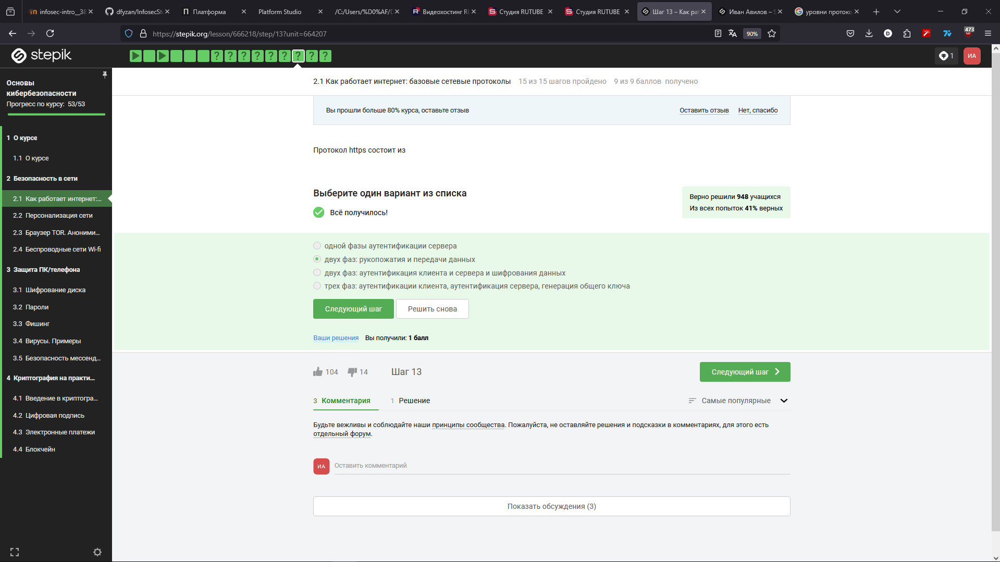 infosec-intro__38
dfyzan/InfosecSt
Платформа
Platform Studio
/C:/Users/%D0%AF/D
Видеохостинг RU
Студия RUTUBE
Студия RUTUBE
Шаг 13 – Как ра
Иван Авилов – S
уровни протоко
https://stepik.org/lesson/666218/step/13?unit=664207
90%
473
stepik
? ? ? ? ? ? ? ? ?
1
ИА
Основы
кибербезопасности
Прогресс по курсу: 53/53
1 О курсе
1.1 О курсе
2 Безопасность в сети
2.1 Как работает интернет:...
2.2 Персонализация сети
2.3 Браузер TOR. Аноними...
2.4 Беспроводные сети Wi-fi
3 Защита ПК/телефона
3.1 Шифрование диска
3.2 Пароли
3.3 Фишинг
3.4 Вирусы. Примеры
3.5 Безопасность мессенд...
4 Криптография на практи...
4.1 Введение в криптогра...
4.2 Цифровая подпись
4.3 Электронные платежи
4.4 Блокчейн
2.1 Как работает интернет: базовые сетевые протоколы 15 из 15 шагов пройдено 9 из 9 баллов получено
Вы прошли больше 80% курса, оставьте отзыв
Оставить отзыв
Нет, спасибо
Протокол https состоит из
Выберите один вариант из списка
Всё получилось!
Верно решили 948 учащихся
Из всех попыток 41% верных
одной фазы аутентификации сервера
двух фаз: рукопожатия и передачи данных
двух фаз: аутентификация клиента и сервера и шифрования данных
трех фаз: аутентификации клиента, аутентификация сервера, генерация общего ключа
Следующий шаг
Решить снова
Ваши решения Вы получили: 1 балл
104
14
Шаг 13
Следующий шаг
3 Комментария
1 Решение
Самые популярные
Будьте вежливы и соблюдайте наши принципы сообщества. Пожалуйста, не оставляйте решения и подсказки в комментариях, для этого есть
отдельный форум.
ИА
Оставить комментарий
Показать обсуждения (3)